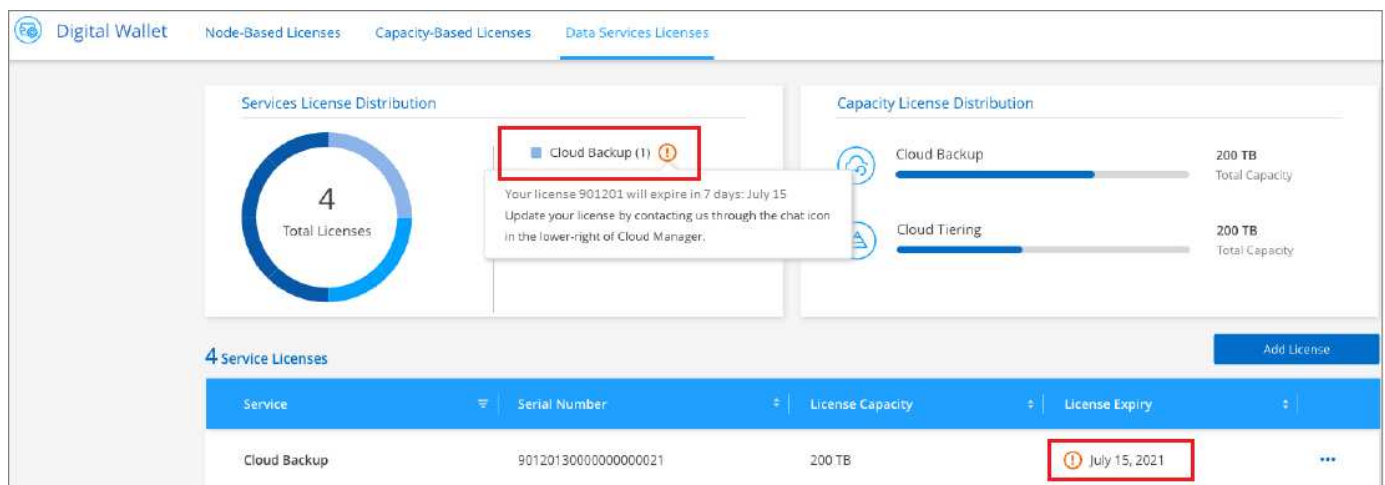 Digital Wallet
Node-Based Licenses
Capacity-Based Licenses
Data Services Licenses
Services License Distribution
4
Total Licenses
Cloud Backup (1)
Your license 901201 will expire in 7 days: July 15
Update your license by contacting us through the chat icon
in the lower-right of Cloud Manager.
Capacity License Distribution
Cloud Backup
200 TB
Total Capacity
Cloud Tiering
200 TB
Total Capacity
4 Service Licenses
Add License
Service Serial Number License Capacity License Expiry
Cloud Backup 90120130000000000021 200 TB July 15, 2021